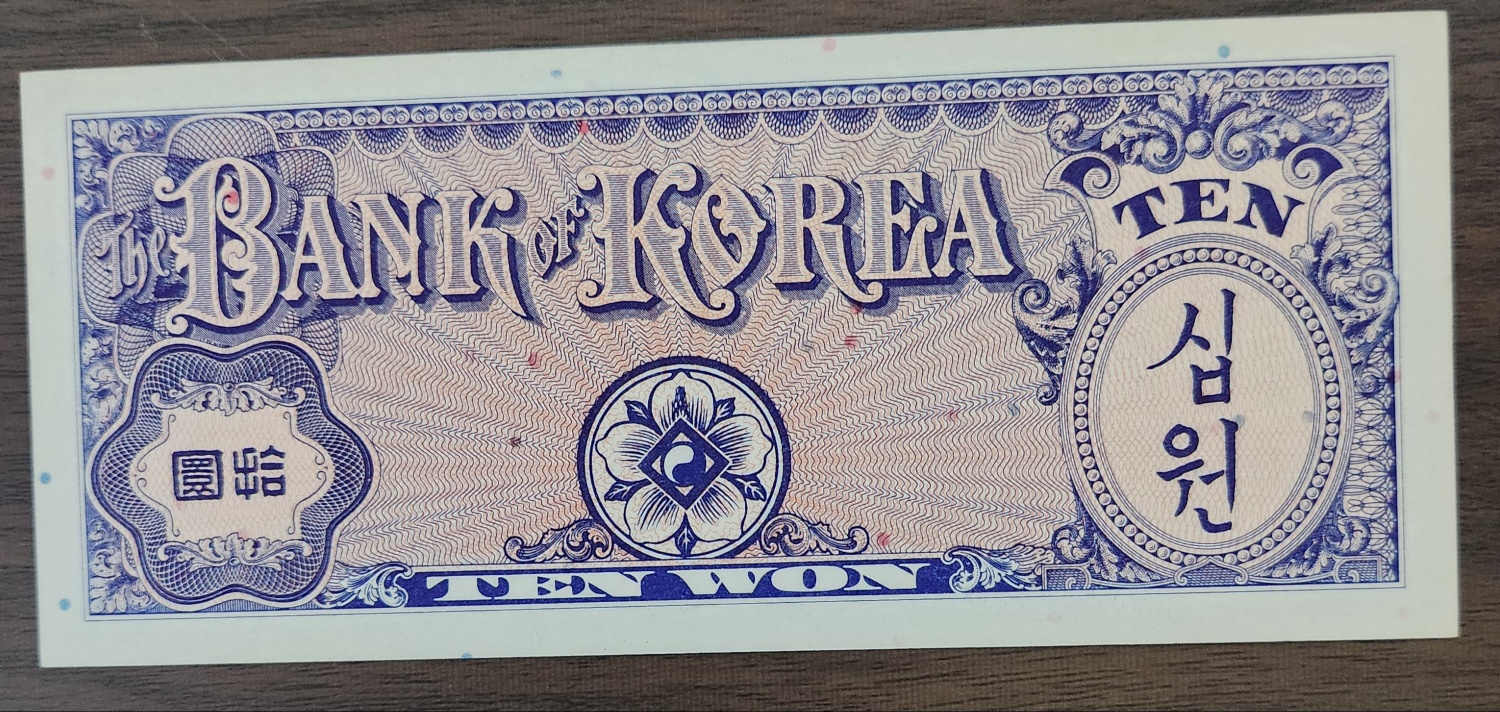 The BANK OF KOREA
TEN
십
원
圓拾
TEN WON